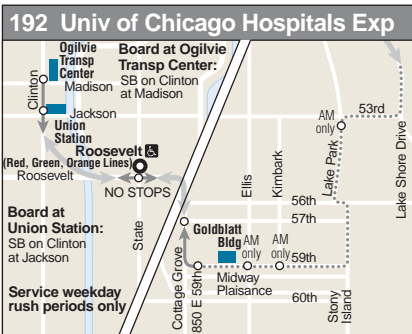 192 Univ of Chicago Hospitals Exp
Ogilvie
Transp
Center
Madison
Board at Ogilvie
Transp Center:
SB on Clinton
at Madison
Clinton
Jackson
Union
Station
Roosevelt
(Red, Green, Orange Lines)
Roosevelt
NO STOPS
State
Board at
Union Station:
SB on Clinton
at Jackson
Service weekday
rush periods only
53rd
AM
only
Lake Park
Lake Shore Drive
Ellis
Kimbark
56th
57th
Goldblatt
Bldg
AM
only
AM
only
59th
Midway
Plaisance
Cottage Grove
850 E 59th
60th
Stony
Island